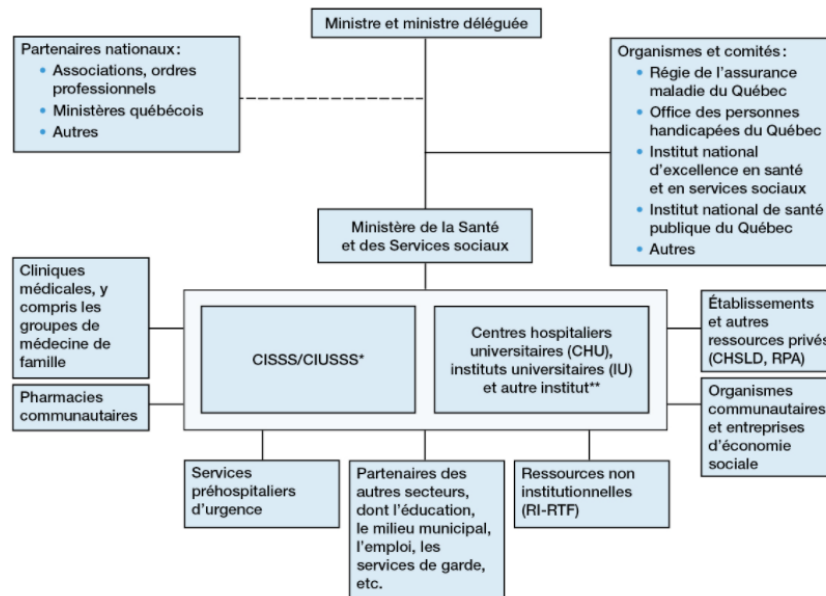 Ministre et ministre déléguée
Partenaires nationaux :
• Associations, ordres
professionnels
• Ministères québécois
• Autres
Organismes et comités :
• Régie de l'assurance
maladie du Québec
• Office des personnes
handicapées du Québec
• Institut national
d'excellence en santé
et en services sociaux
• Institut national de santé
publique du Québec
• Autres
Ministère de la Santé
et des Services sociaux
Cliniques
médicales, y
compris les
groupes de
médecine de
famille
Pharmacies
communautaires
CISSS/CIUSSS*
Centres hospitaliers
universitaires (CHU),
instituts universitaires (IU)
et autre institut**
Établissements
et autres
ressources privés
(CHSLD, RPA)
Organismes
communautaires
et entreprises
d'économie
sociale
Services
préhospitaliers
d'urgence
Partenaires des
autres secteurs,
dont l'éducation,
le milieu municipal,
l'emploi, les
services de garde,
etc.
Ressources non
institutionnelles
(RI-RTF)